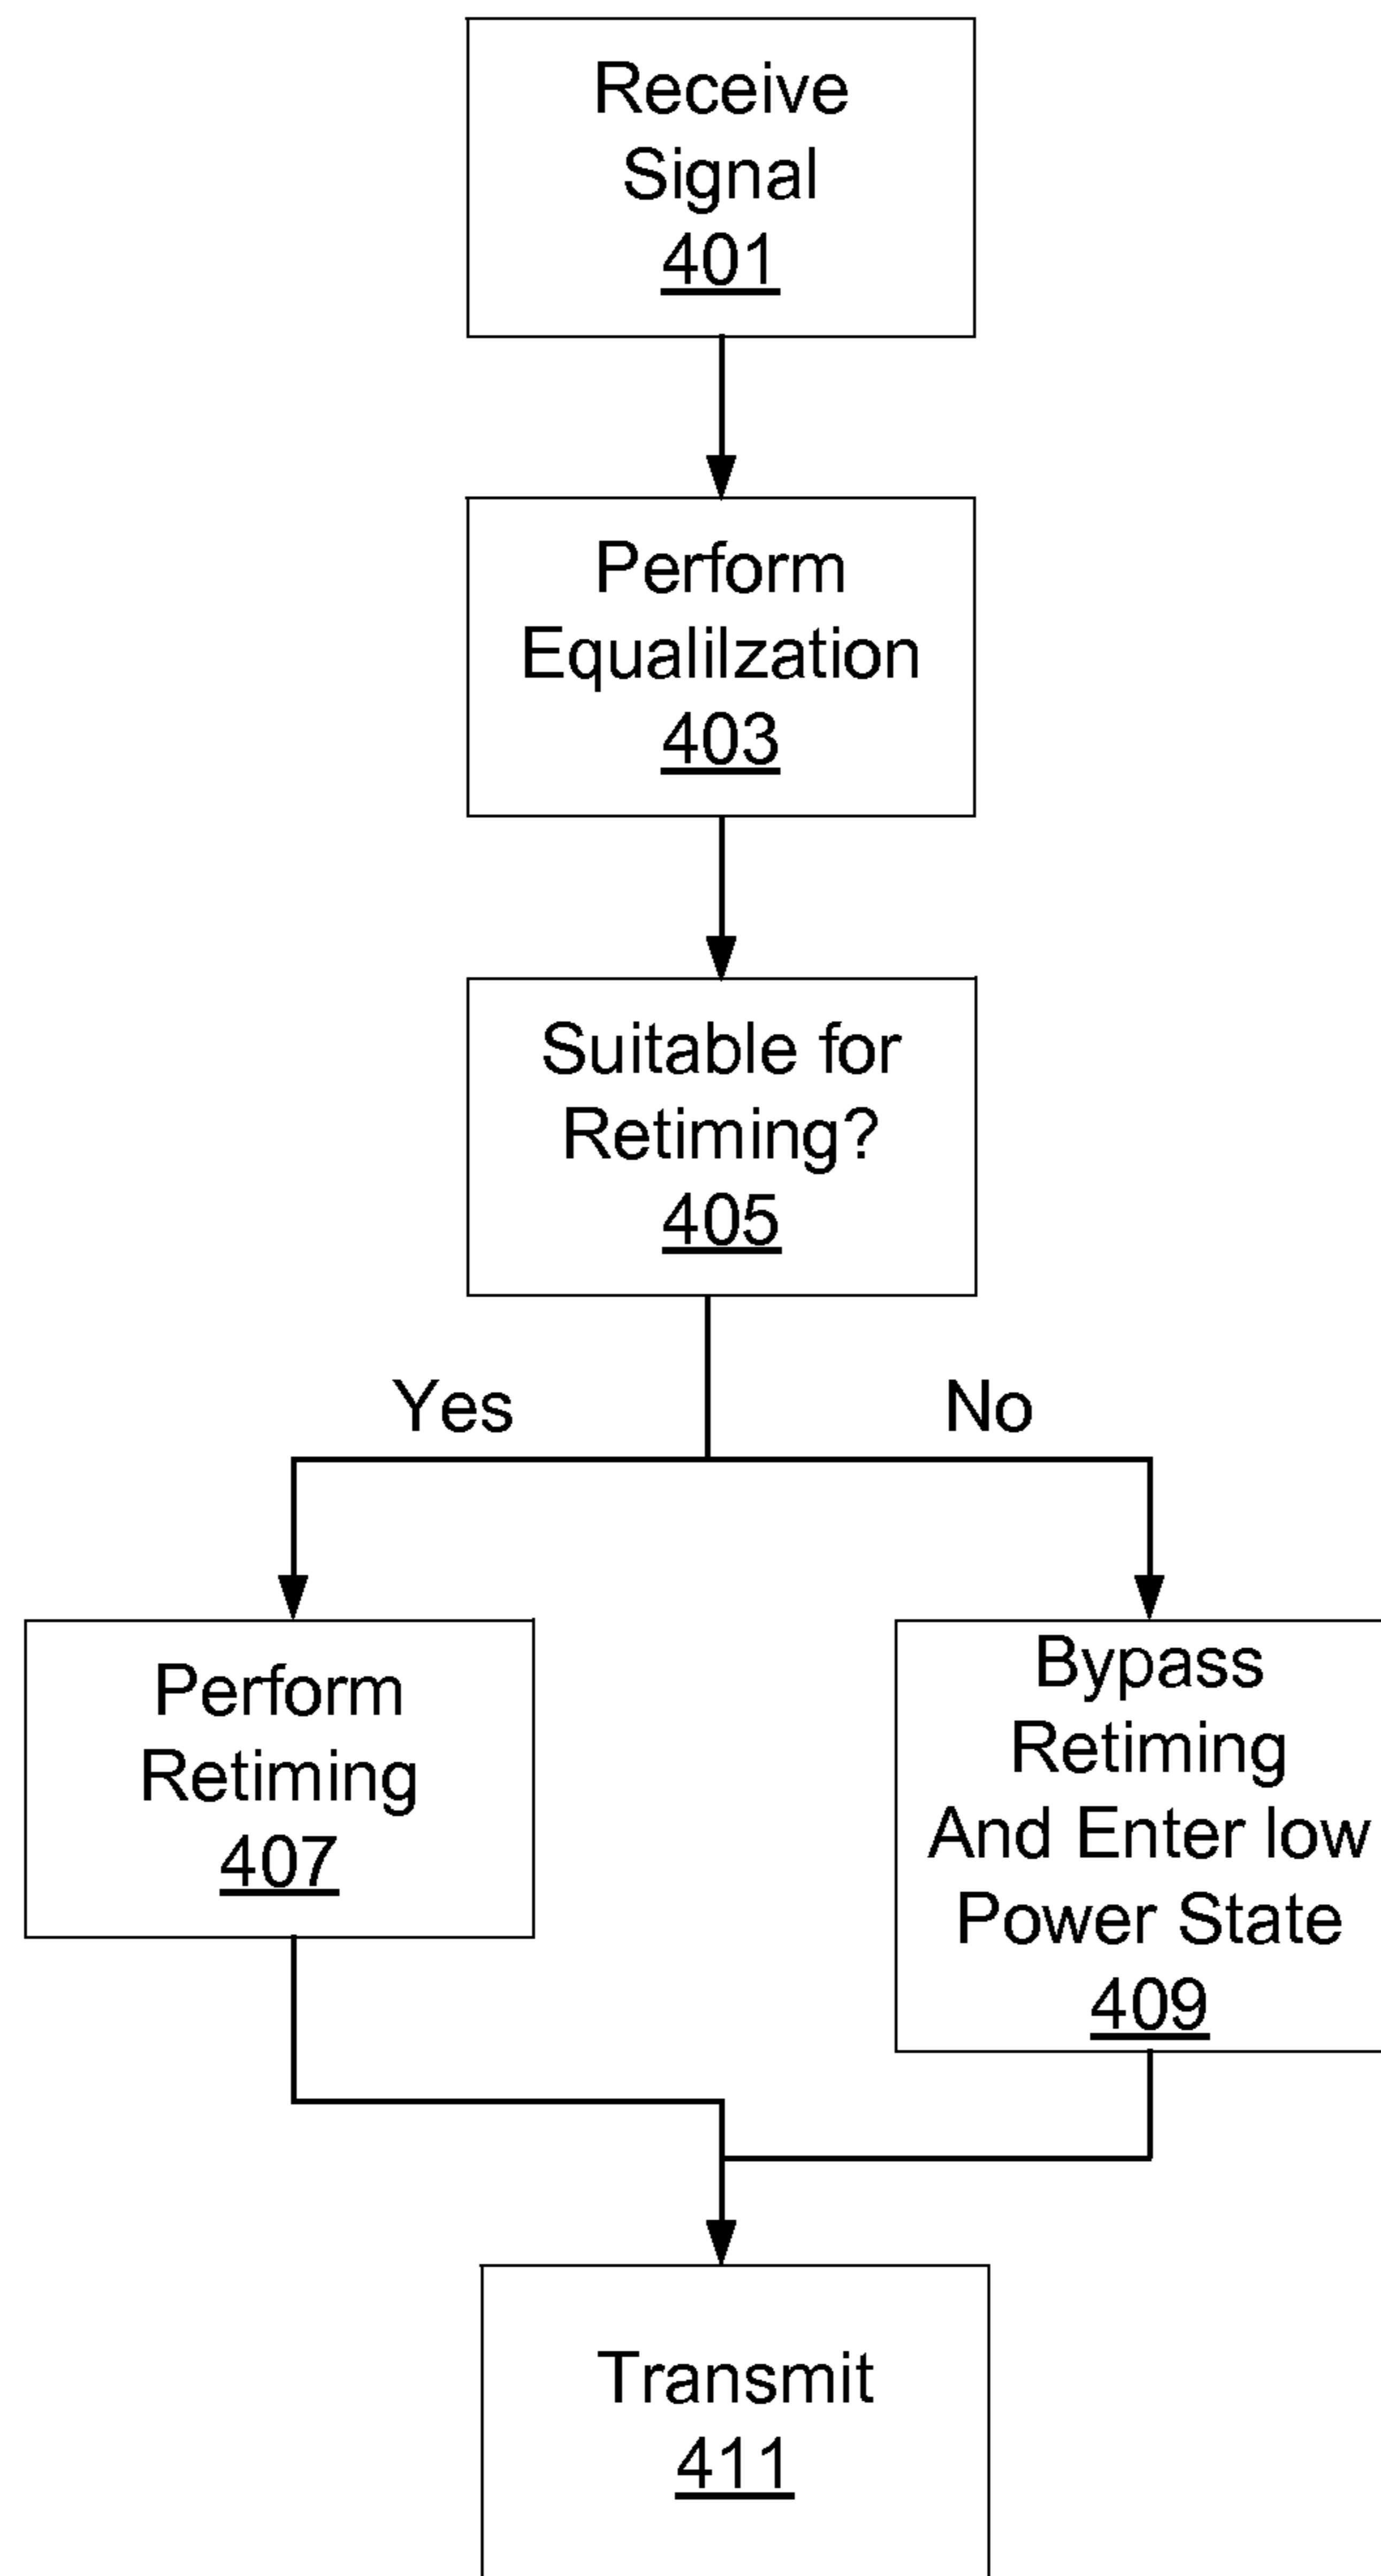 Receive
Signal
401
Perform
Equalilzation
403
Suitable for
Retiming?
405
Yes
No
Perform
Retiming
407
Bypass
Retiming
And Enter low
Power State
409
Transmit
411